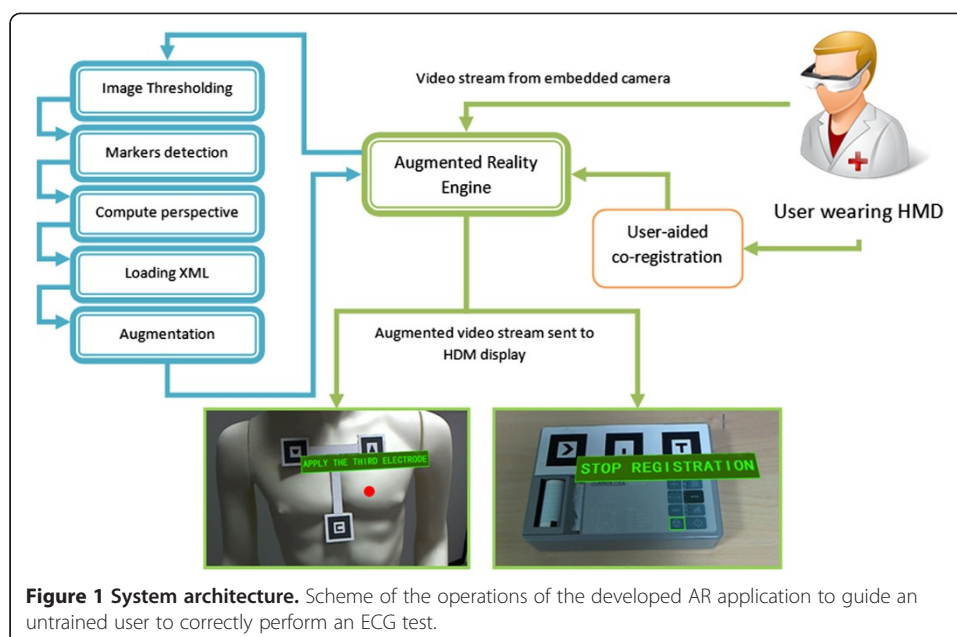 Image Thresholding
Markers detection
Compute perspective
Loading XML
Augmentation
Video stream from embedded camera
Augmented Reality
Engine
User-aided
co-registration
User wearing HMD
Augmented video stream sent to
HDM display
APPLY THE THIRD ELECTRODE
STOP REGISTRATION
Figure 1 System architecture. Scheme of the operations of the developed AR application to guide an
untrained user to correctly perform an ECG test.